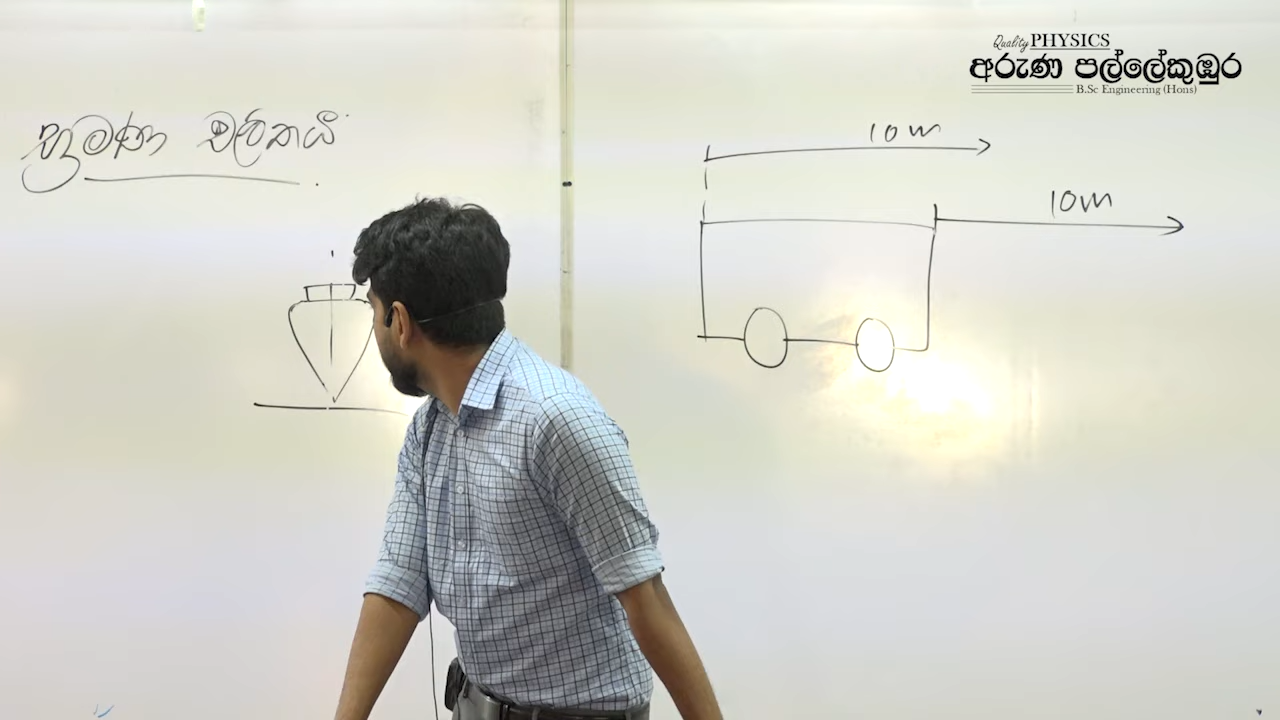 භ්‍රමණ චලිතයී
10m
10m
Quality PHYSICS
අරුණ පල්ලේකුඹුර
B.Sc Engineering (Hons)